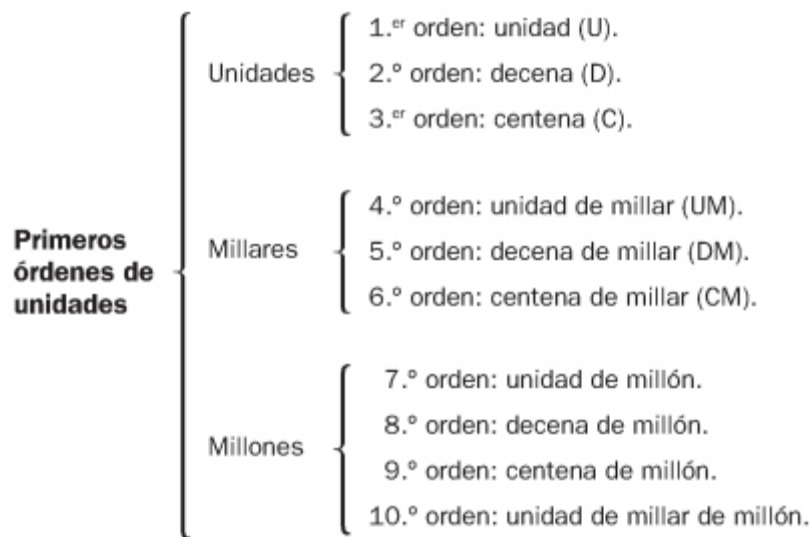 Primeros
órdenes de
unidades
Unidades
1.er orden: unidad (U).
2.º orden: decena (D).
3.er orden: centena (C).
Millares
4.º orden: unidad de millar (UM).
5.º orden: decena de millar (DM).
6.º orden: centena de millar (CM).
Millones
7.º orden: unidad de millón.
8.º orden: decena de millón.
9.º orden: centena de millón.
10.º orden: unidad de millar de millón.